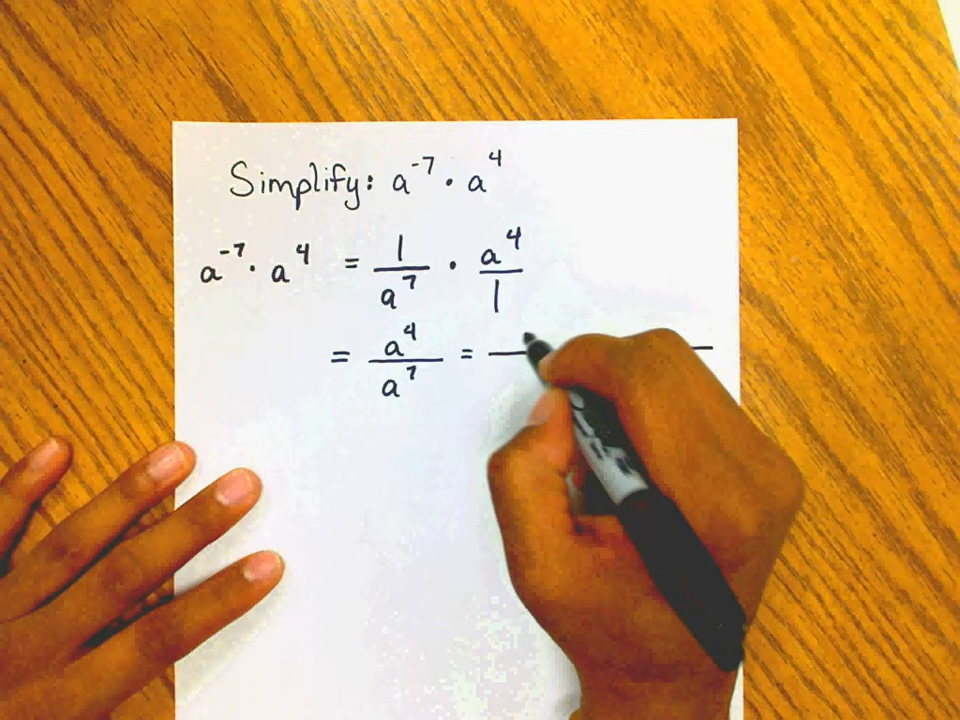 Simplify: a⁻⁷ · a⁴
a⁻⁷ · a⁴ = 1/a⁷ · a⁴/1
= a⁴/a⁷ =